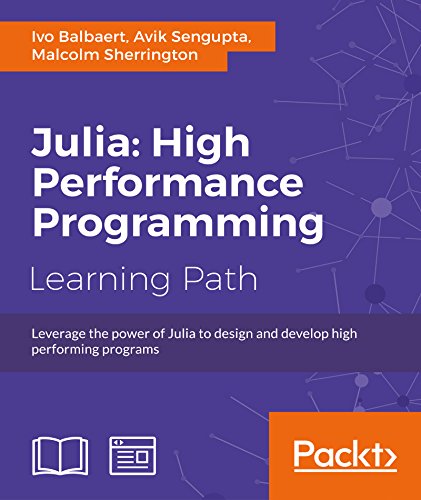 Ivo Balbaert, Avik Sengupta,
Malcolm Sherrington
Julia: High
Performance
Programming
Learning Path
Leverage the power of Julia to design and develop high
performing programs
Packt>